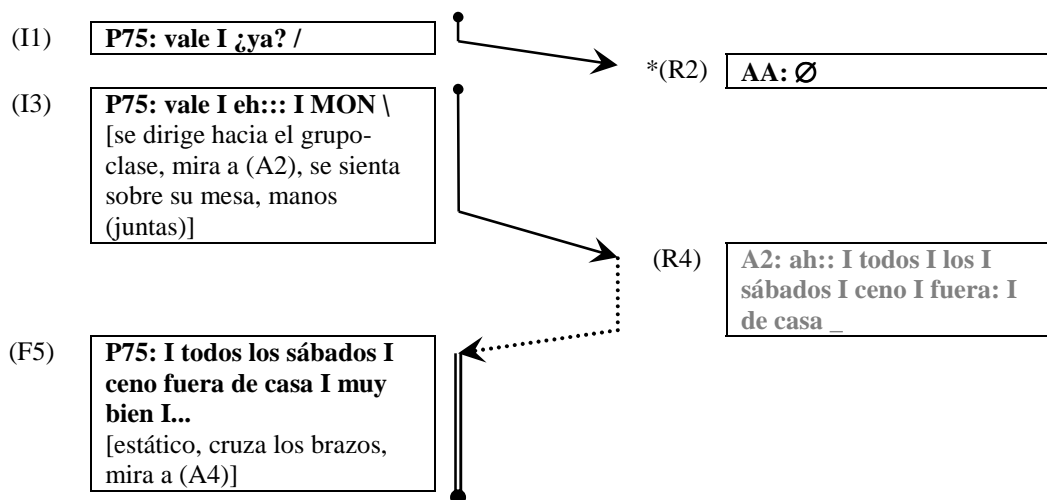 (I1) P75: vale I ¿ya? /
*(R2) AA: Ø
(I3) P75: vale I eh::: I MON \
[se dirige hacia el grupo-
clase, mira a (A2), se sienta
sobre su mesa, manos
(juntas)]
(R4) A2: ah:: I todos I los I
sábados I ceno I fuera: I
de casa _
(F5) P75: I todos los sábados I
ceno fuera de casa I muy
bien I...
[estático, cruza los brazos,
mira a (A4)]